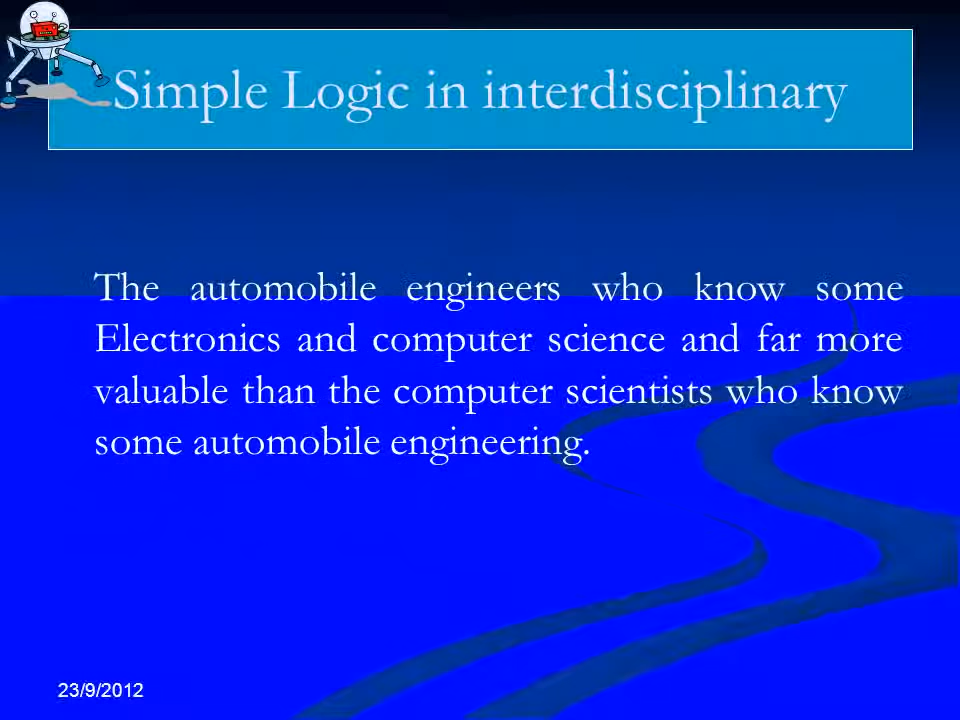 Simple Logic in interdisciplinary
The automobile engineers who know some
Electronics and computer science and far more
valuable than the computer scientists who know
some automobile engineering.
23/9/2012